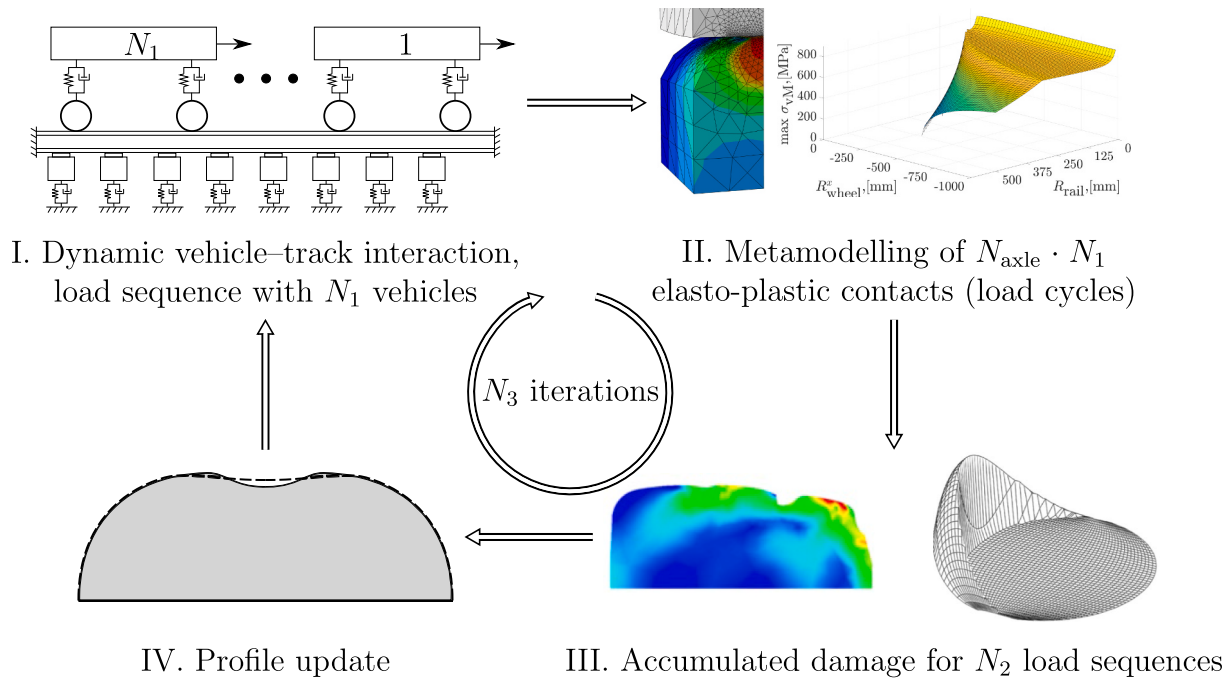 N₁
1
max σ_vM,[MPa]
800
600
400
200
0
0
-250
-500
-750
-1000
R^x_wheel,[mm]
500
375
250
125
0
R_rail,[mm]
I. Dynamic vehicle–track interaction,
load sequence with N₁ vehicles
II. Metamodelling of N_axle · N₁
elasto-plastic contacts (load cycles)
N₃ iterations
IV. Profile update
III. Accumulated damage for N₂ load sequences